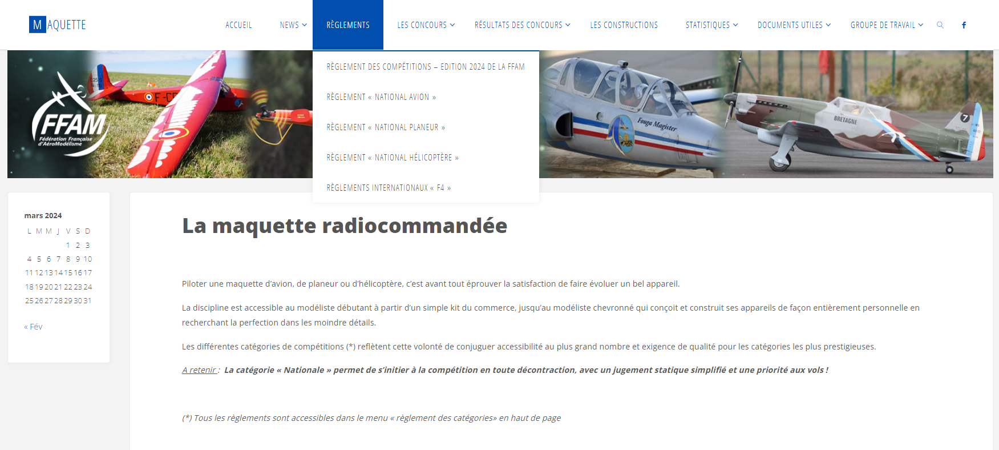 MAQUETTE
ACCUEIL
NEWS
RÈGLEMENTS
LES CONCOURS
RÉSULTATS DES CONCOURS
LES CONSTRUCTIONS
STATISTIQUES
DOCUMENTS UTILES
GROUPE DE TRAVAIL
RÈGLEMENT DES COMPÉTITIONS – EDITION 2024 DE LA FFAM
RÈGLEMENT « NATIONAL AVION »
RÈGLEMENT « NATIONAL PLANEUR »
RÈGLEMENT « NATIONAL HÉLICOPTÈRE »
RÈGLEMENTS INTERNATIONAUX « F4 »
FFAM
Fédération Française
d'AéroModélisme
Fouga Magister
BRETAGNE
7
mars 2024
L M M J V S D
1 2 3
4 5 6 7 8 9 10
11 12 13 14 15 16 17
18 19 20 21 22 23 24
25 26 27 28 29 30 31
« Fév
La maquette radiocommandée
Piloter une maquette d’avion, de planeur ou d’hélicoptère, c’est avant tout éprouver la satisfaction de faire évoluer un bel appareil.
La discipline est accessible au modéliste débutant à partir d’un simple kit du commerce, jusqu’au modéliste chevronné qui conçoit et construit ses appareils de façon entièrement personnelle en
recherchant la perfection dans les moindre détails.
Les différentes catégories de compétitions (*) reflètent cette volonté de conjuguer accessibilité au plus grand nombre et exigence de qualité pour les catégories les plus prestigieuses.
A retenir : La catégorie « Nationale » permet de s’initier à la compétition en toute décontraction, avec un jugement statique simplifié et une priorité aux vols !
(*) Tous les règlements sont accessibles dans le menu « règlement des catégories» en haut de page